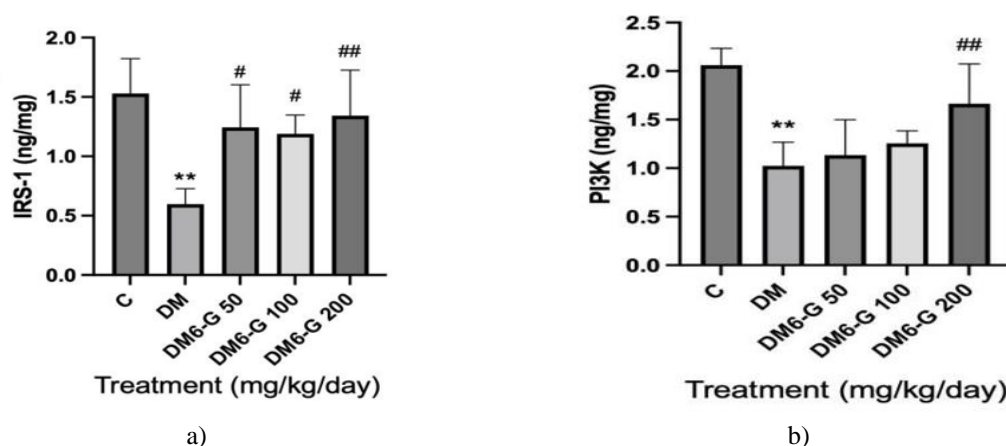 2.0
1.5
1.0
0.5
0.0
IRS-1 (ng/mg)
**
#
#
##
C
DM
DM6-G 50
DM6-G 100
DM6-G 200
Treatment (mg/kg/day)
a)
2.5
2.0
1.5
1.0
0.5
0.0
PI3K (ng/mg)
**
##
C
DM
DM6-G 50
DM6-G 100
DM6-G 200
Treatment (mg/kg/day)
b)